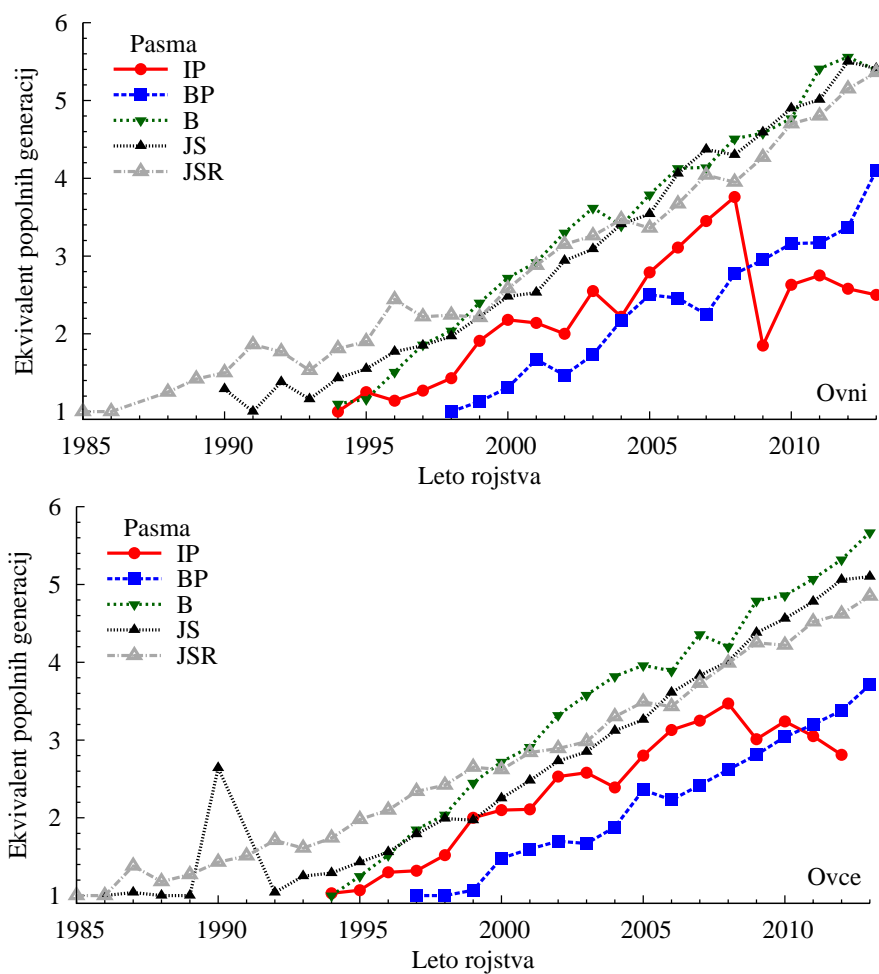 Ekvivalent popolnih generacij
6
5
4
3
2
1
Pasma
IP
BP
B
JS
JSR
Ovni
1985 1990 1995 2000 2005 2010
Leto rojstva
Ekvivalent popolnih generacij
6
5
4
3
2
1
Pasma
IP
BP
B
JS
JSR
Ovce
1985 1990 1995 2000 2005 2010
Leto rojstva